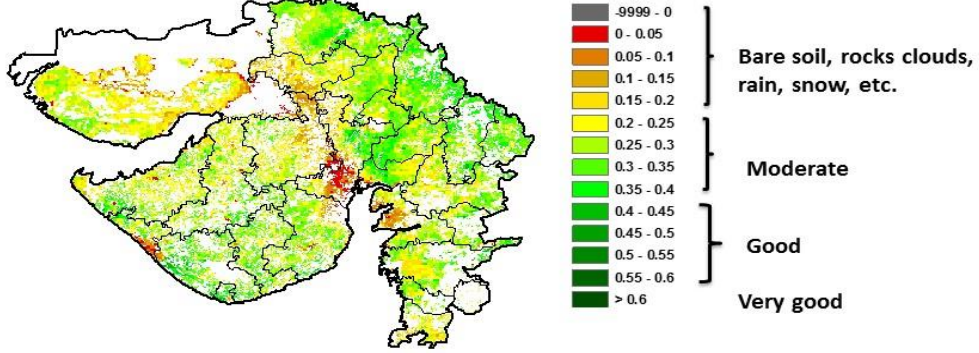 -9999 - 0
0 - 0.05
0.05 - 0.1
0.1 - 0.15
0.15 - 0.2
0.2 - 0.25
0.25 - 0.3
0.3 - 0.35
0.35 - 0.4
0.4 - 0.45
0.45 - 0.5
0.5 - 0.55
0.55 - 0.6
> 0.6
Bare soil, rocks clouds,
rain, snow, etc.
Moderate
Good
Very good